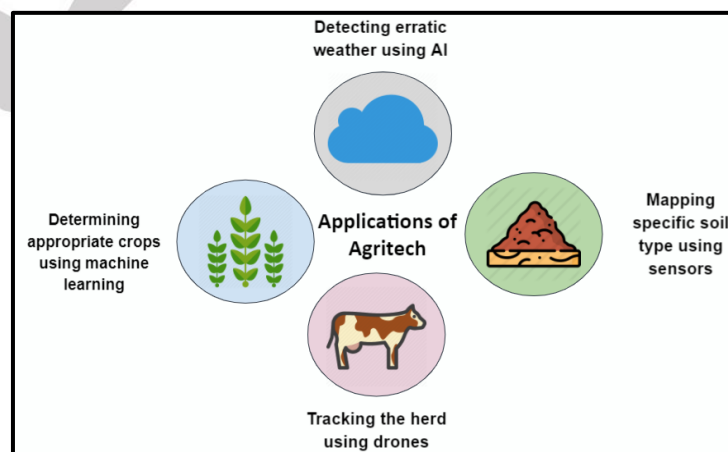 Detecting erratic
weather using AI
Determining
appropriate crops
using machine
learning
Applications of
Agritech
Mapping
specific soil
type using
sensors
Tracking the herd
using drones